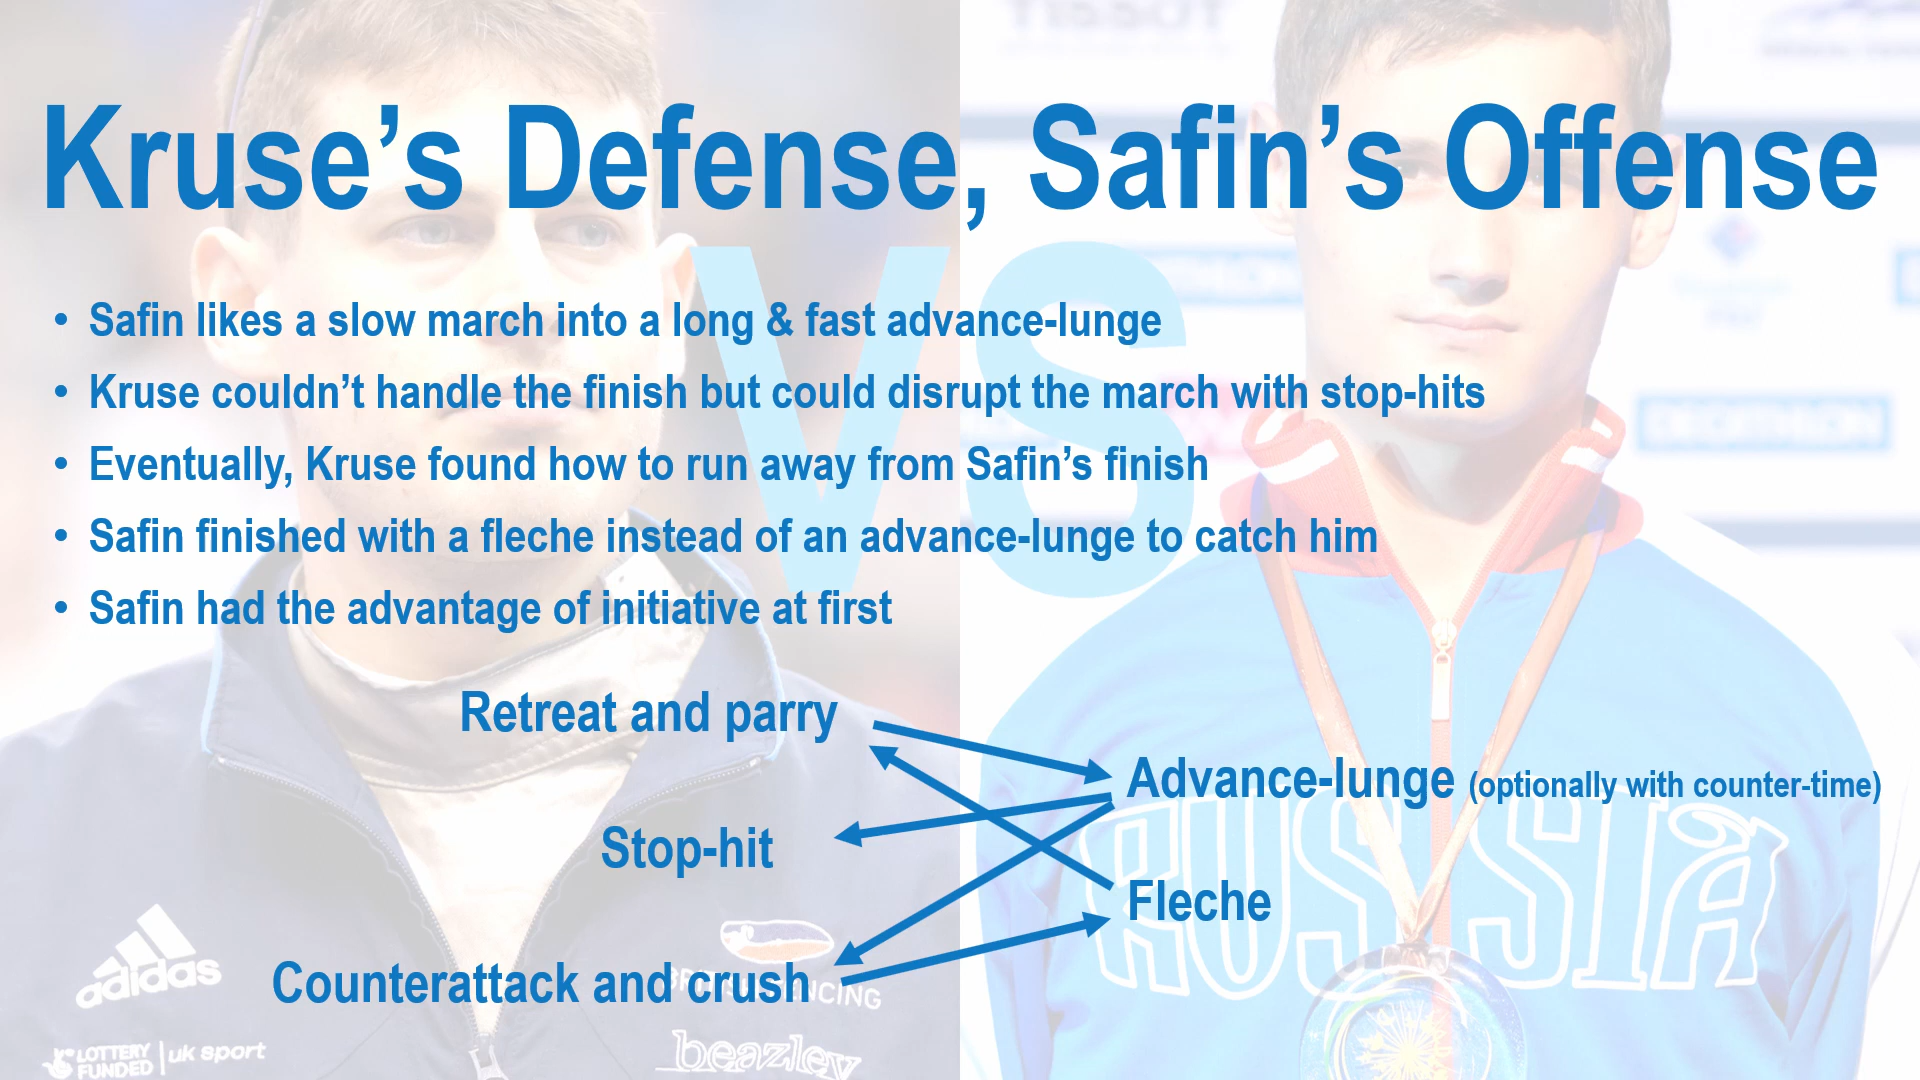 TISSOT
Kruse’s Defense, Safin’s Offense
VS
• Safin likes a slow march into a long & fast advance-lunge
• Kruse couldn’t handle the finish but could disrupt the march with stop-hits
DECATHLON
• Eventually, Kruse found how to run away from Safin’s finish
• Safin finished with a fleche instead of an advance-lunge to catch him
• Safin had the advantage of initiative at first
Retreat and parry
Advance-lunge (optionally with counter-time)
Stop-hit
RUSSIA
Fleche
adidas
Counterattack and crush
LOTTERY FUNDED
uk sport
beazley